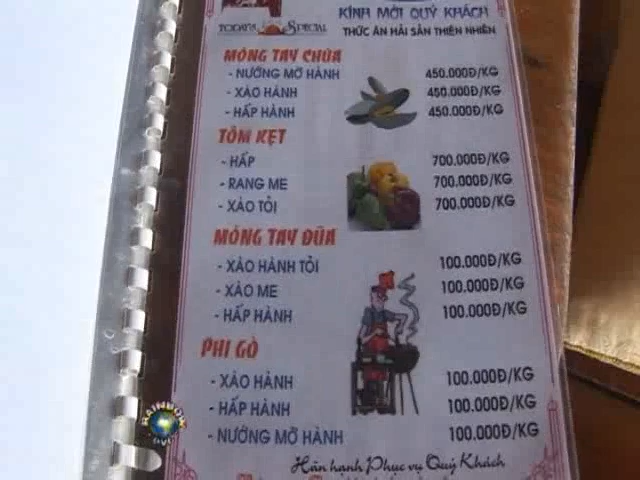 KÍNH MỜI QUÝ KHÁCH
TODAY'S SPECIAL
THỨC ĂN HẢI SẢN THIÊN NHIÊN
MÓNG TAY CHÚA
- NƯỚNG MỠ HÀNH 450.000Đ/KG
- XÀO HÀNH 450.000Đ/KG
- HẤP HÀNH 450.000Đ/KG
TÔM KẸT
- HẤP 700.000Đ/KG
- RANG ME 700.000Đ/KG
- XÀO TỎI 700.000Đ/KG
MÓNG TAY ĐŨA
- XÀO HÀNH TỎI 100.000Đ/KG
- XÀO ME 100.000Đ/KG
- HẤP HÀNH 100.000Đ/KG
PHI GÒ
- XÀO HÀNH 100.000Đ/KG
- HẤP HÀNH 100.000Đ/KG
- NƯỚNG MỠ HÀNH 100.000Đ/KG
Hân hạnh Phục vụ Quý Khách
RAINBOW
DVD